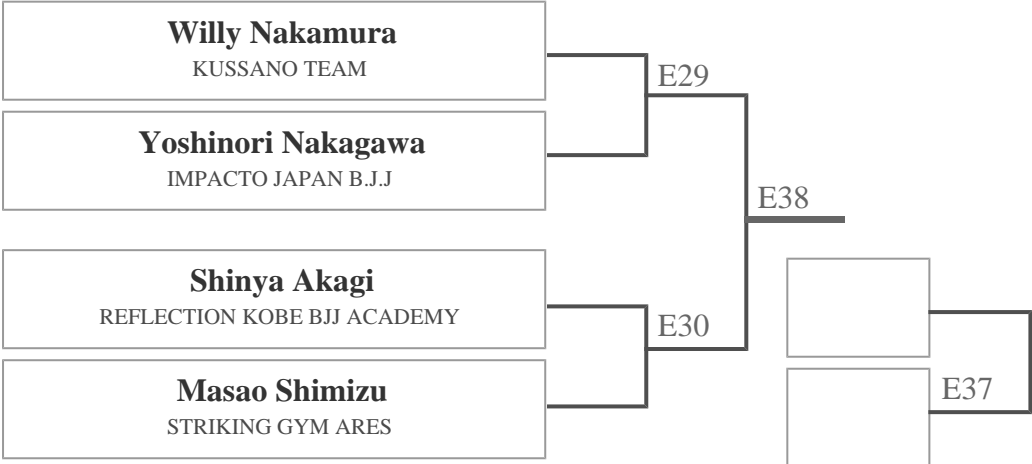 Willy Nakamura
KUSSANO TEAM
E29
Yoshinori Nakagawa
IMPACTO JAPAN B.J.J
E38
Shinya Akagi
REFLECTION KOBE BJJ ACADEMY
E30
Masao Shimizu
STRIKING GYM ARES
E37